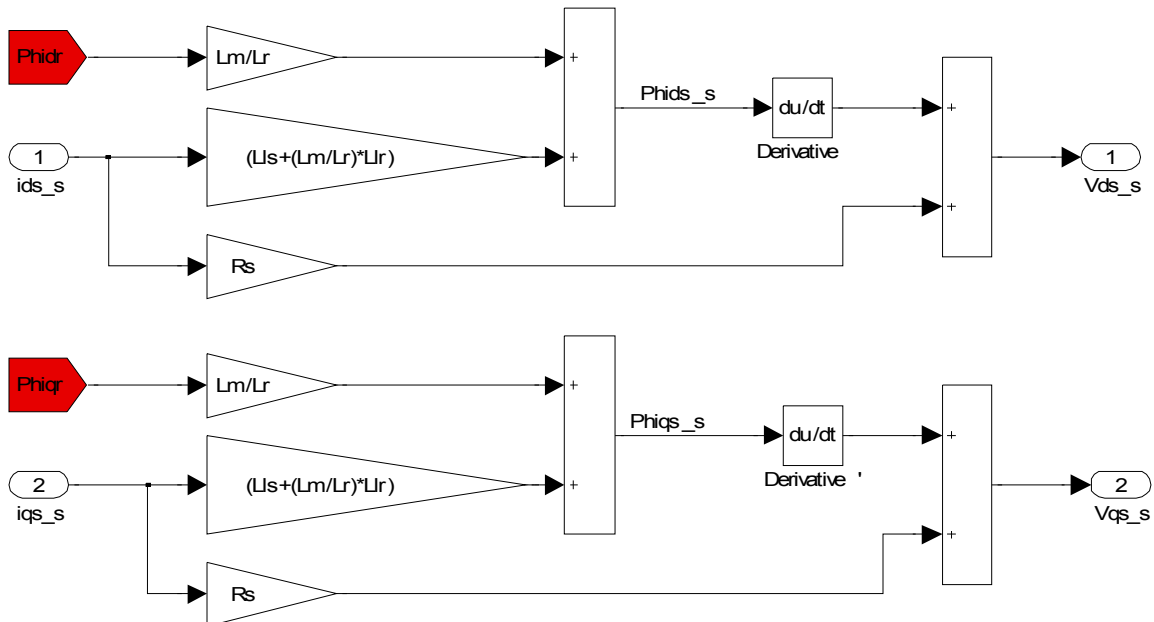 Phidr
Lm/Lr
+
Phids_s
du/dt
+
1
ids_s
(Lls+(Lm/Lr)*Llr)
+
Derivative
1
Vds_s
Rs
+
Phiqr
Lm/Lr
+
Phiqs_s
du/dt
+
2
iqs_s
(Lls+(Lm/Lr)*Llr)
+
Derivative '
2
Vqs_s
Rs
+